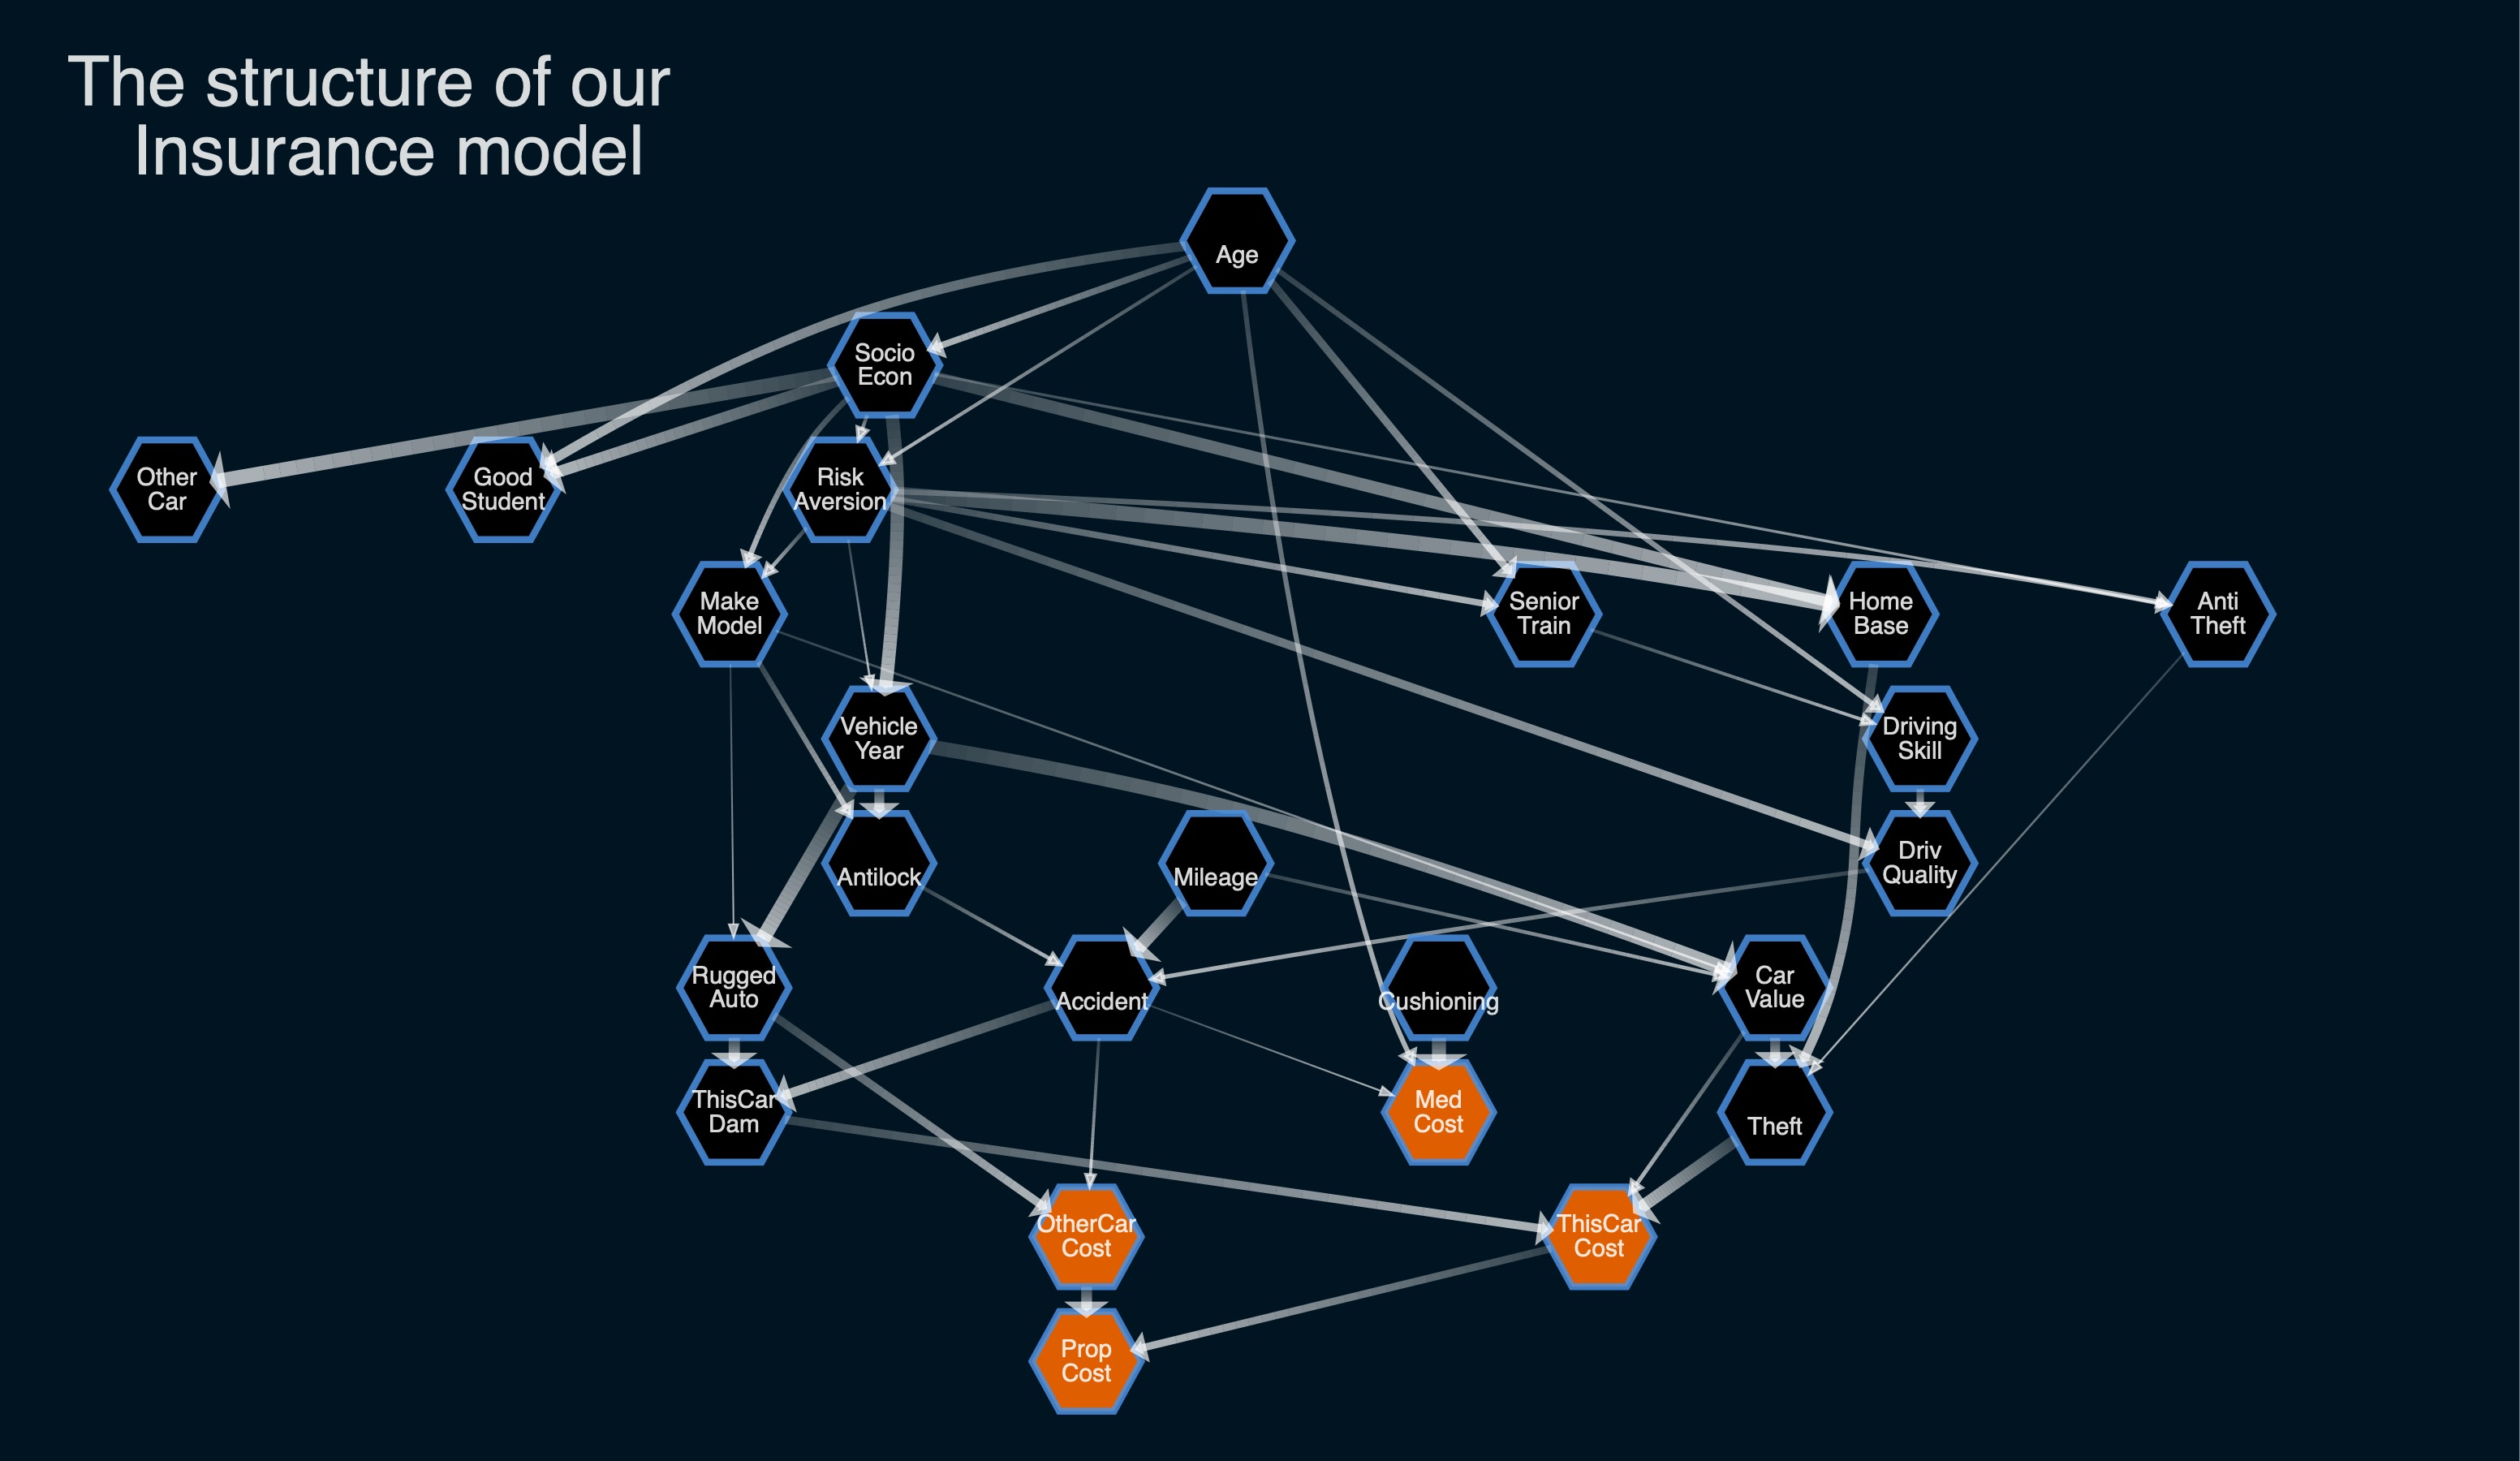 The structure of our
Insurance model
Age
Socio
Econ
Other
Car
Good
Student
Risk
Aversion
Make
Model
Senior
Train
Home
Base
Anti
Theft
Vehicle
Year
Driving
Skill
Antilock
Mileage
Driv
Quality
Rugged
Auto
Accident
Cushioning
Car
Value
ThisCar
Dam
Med
Cost
Theft
OtherCar
Cost
ThisCar
Cost
Prop
Cost